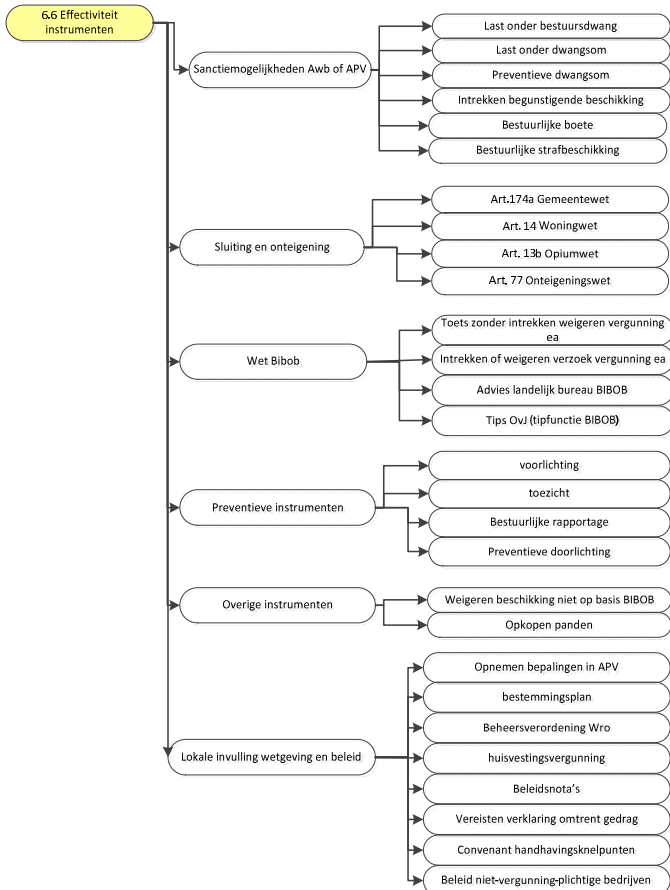 6.6 Effectiviteit
instrumenten
Sanctiemogelijkheden Awb of APV
Last onder bestuursdwang
Last onder dwangsom
Preventieve dwangsom
Intrekken begunstigende beschikking
Bestuurlijke boete
Bestuurlijke strafbeschikking
Sluiting en onteigening
Art.174a Gemeentewet
Art. 14 Woningwet
Art. 13b Opiumwet
Art. 77 Onteigeningswet
Wet Bibob
Toets zonder intrekken weigeren vergunning
ea
Intrekken of weigeren verzoek vergunning ea
Advies landelijk bureau BIBOB
Tips OvJ (tipfunctie BIBOB)
Preventieve instrumenten
voorlichting
toezicht
Bestuurlijke rapportage
Preventieve doorlichting
Overige instrumenten
Weigeren beschikking niet op basis BIBOB
Opkopen panden
Lokale invulling wetgeving en beleid
Opnemen bepalingen in APV
bestemmingsplan
Beheersverordening Wro
huisvestingsvergunning
Beleidsnota's
Vereisten verklaring omtrent gedrag
Convenant handhavingsknelpunten
Beleid niet-vergunning-plichtige bedrijven